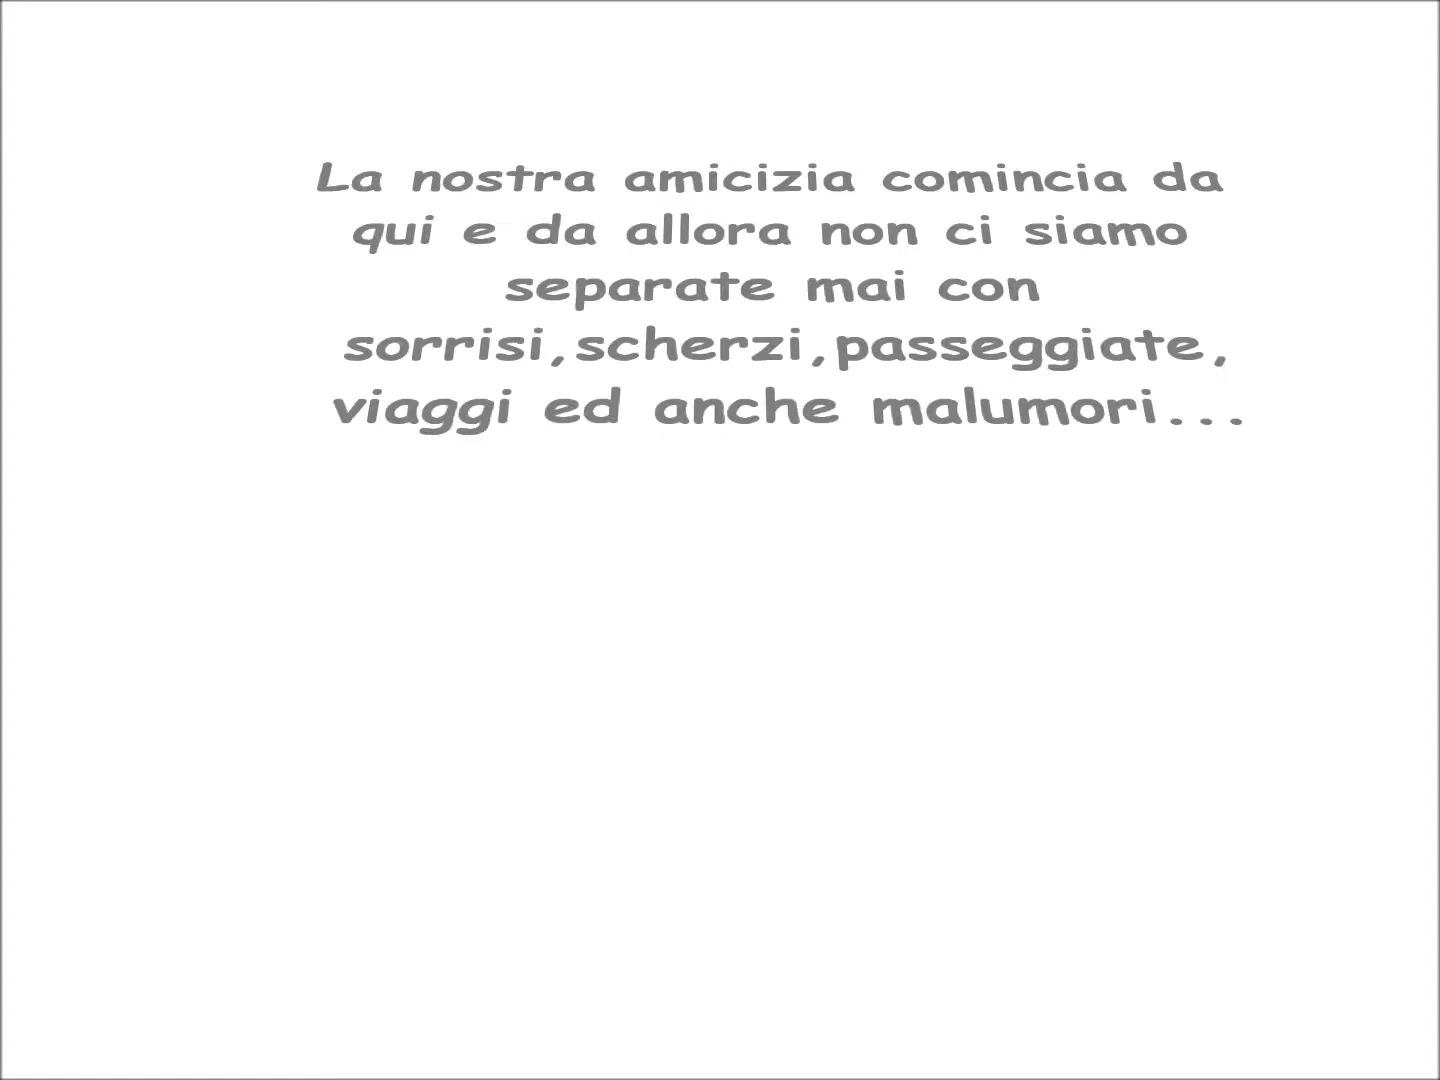 La nostra amicizia comincia da
qui e da allora non ci siamo
separate mai con
sorrisi,scherzi,passeggiate,
viaggi ed anche malumori...